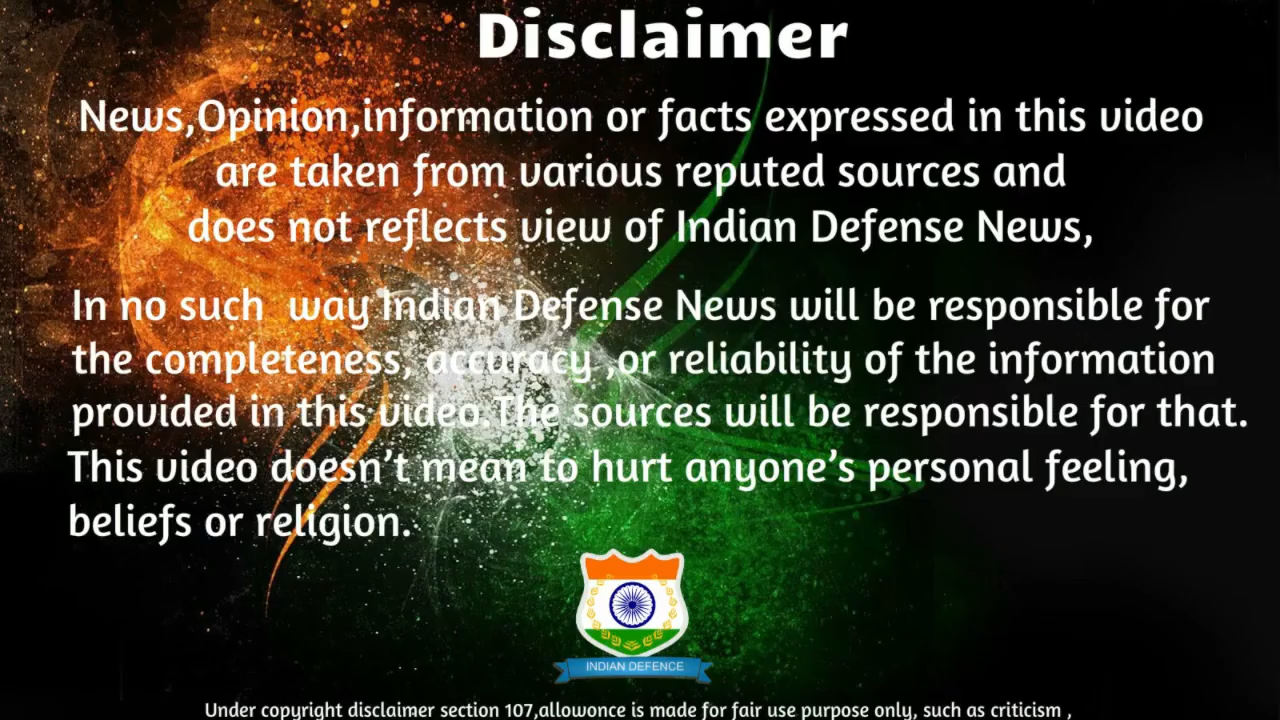 Disclaimer
News,Opinion,information or facts expressed in this video
are taken from various reputed sources and
does not reflects view of Indian Defense News,
In no such way Indian Defense News will be responsible for
the completeness, accuracy ,or reliability of the information
provided in this video.The sources will be responsible for that.
This video doesn't mean to hurt anyone's personal feeling,
beliefs or religion.
INDIAN DEFENCE
Under copyright disclaimer section 107,allowonce is made for fair use purpose only, such as criticism ,